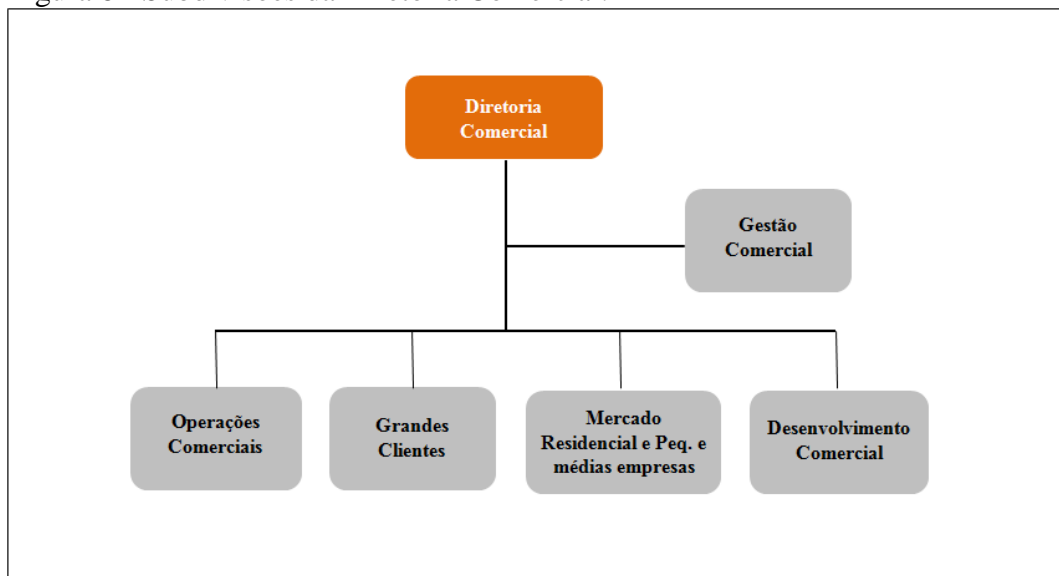 Diretoria
Comercial
Gestão
Comercial
Operações
Comerciais
Grandes
Clientes
Mercado
Residencial e Peq. e
médias empresas
Desenvolvimento
Comercial